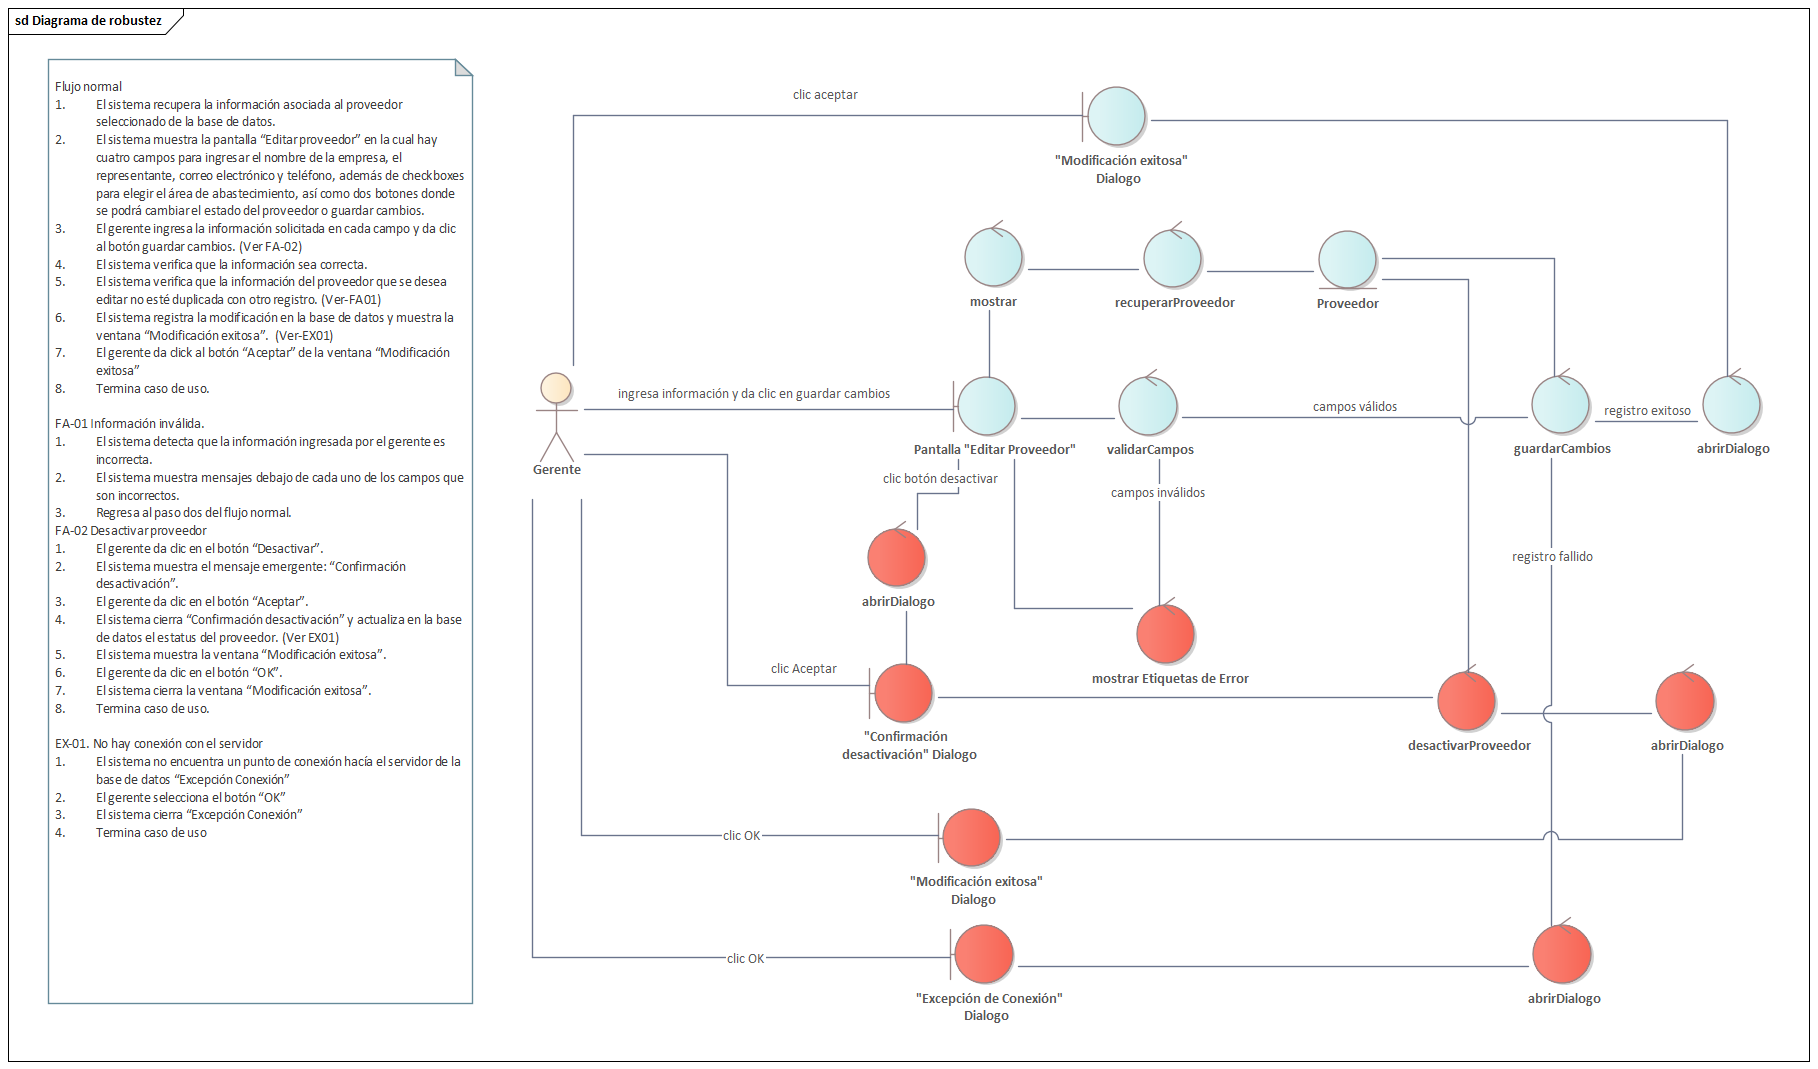 sd Diagrama de robustez
Flujo normal
1. El sistema recupera la información asociada al proveedor
seleccionado de la base de datos.
2. El sistema muestra la pantalla “Editar proveedor” en la cual hay
cuatro campos para ingresar el nombre de la empresa, el
representante, correo electrónico y teléfono, además de checkboxes
para elegir el área de abastecimiento, así como dos botones donde
se podrá cambiar el estado del proveedor o guardar cambios.
3. El gerente ingresa la información solicitada en cada campo y da clic
al botón guardar cambios. (Ver FA-02)
4. El sistema verifica que la información sea correcta.
5. El sistema verifica que la información del proveedor que se desea
editar no esté duplicada con otro registro. (Ver-FA01)
6. El sistema registra la modificación en la base de datos y muestra la
ventana “Modificación exitosa”. (Ver-EX01)
7. El gerente da click al botón “Aceptar” de la ventana “Modificación
exitosa”
8. Termina caso de uso.
FA-01 Información inválida.
1. El sistema detecta que la información ingresada por el gerente es
incorrecta.
2. El sistema muestra mensajes debajo de cada uno de los campos que
son incorrectos.
3. Regresa al paso dos del flujo normal.
FA-02 Desactivar proveedor
1. El gerente da clic en el botón “Desactivar”.
2. El sistema muestra el mensaje emergente: “Confirmación
desactivación”.
3. El gerente da clic en el botón “Aceptar”.
4. El sistema cierra “Confirmación desactivación” y actualiza en la base
de datos el estatus del proveedor. (Ver EX01)
5. El sistema muestra la ventana “Modificación exitosa”.
6. El gerente da clic en el botón “OK”.
7. El sistema cierra la ventana “Modificación exitosa”.
8. Termina caso de uso.
EX-01. No hay conexión con el servidor
1. El sistema no encuentra un punto de conexión hacía el servidor de la
base de datos “Excepción Conexión”
2. El gerente selecciona el botón “OK”
3. El sistema cierra “Excepción Conexión”
4. Termina caso de uso
clic aceptar
"Modificación exitosa"
Dialogo
mostrar
recuperarProveedor
Proveedor
ingresa información y da clic en guardar cambios
campos válidos
registro exitoso
Gerente
Pantalla "Editar Proveedor"
validarCampos
guardarCambios
abrirDialogo
clic botón desactivar
campos inválidos
registro fallido
abrirDialogo
clic Aceptar
mostrar Etiquetas de Error
"Confirmación
desactivación" Dialogo
desactivarProveedor
abrirDialogo
clic OK
"Modificación exitosa"
Dialogo
clic OK
"Excepción de Conexión"
Dialogo
abrirDialogo